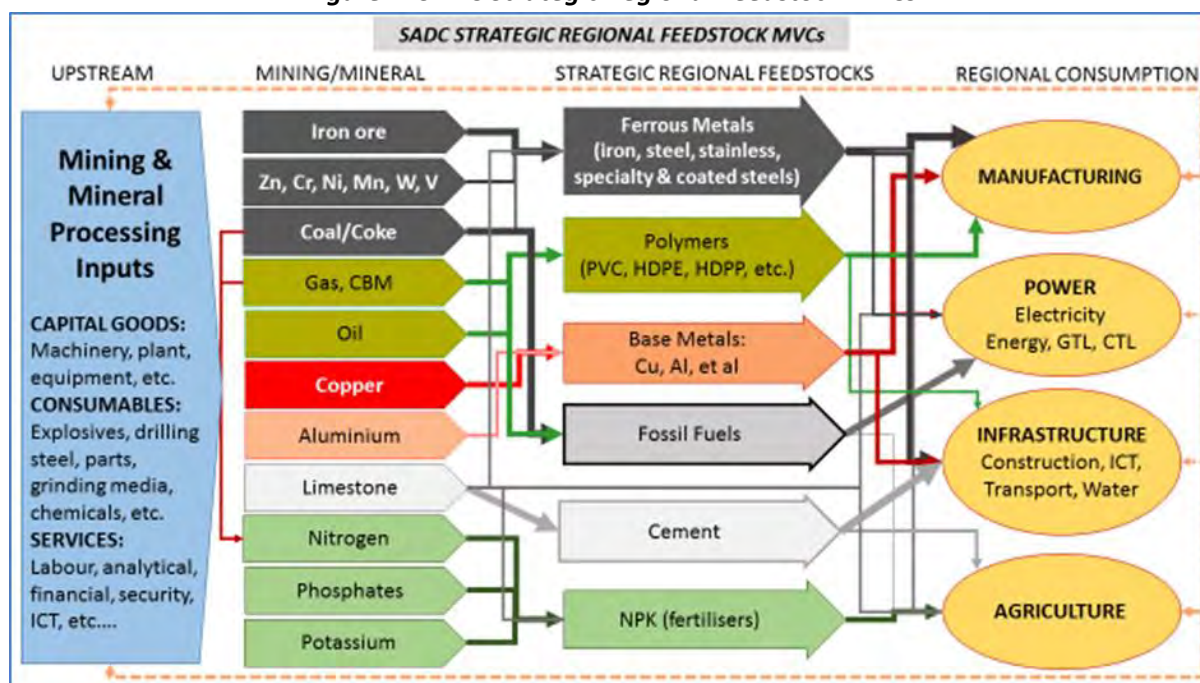 SADC STRATEGIC REGIONAL FEEDSTOCK MVCs
UPSTREAM
MINING/MINERAL
STRATEGIC REGIONAL FEEDSTOCKS
REGIONAL CONSUMPTION
Mining &
Mineral
Processing
Inputs
CAPITAL GOODS:
Machinery, plant,
equipment, etc.
CONSUMABLES:
Explosives, drilling
steel, parts,
grinding media,
chemicals, etc.
SERVICES:
Labour, analytical,
financial, security,
ICT, etc....
Iron ore
Zn, Cr, Ni, Mn, W, V
Coal/Coke
Gas, CBM
Oil
Copper
Aluminium
Limestone
Nitrogen
Phosphates
Potassium
Ferrous Metals
(iron, steel, stainless,
specialty & coated steels)
Polymers
(PVC, HDPE, HDPP, etc.)
Base Metals:
Cu, Al, et al
Fossil Fuels
Cement
NPK (fertilisers)
MANUFACTURING
POWER
Electricity
Energy, GTL, CTL
INFRASTRUCTURE
Construction, ICT,
Transport, Water
AGRICULTURE